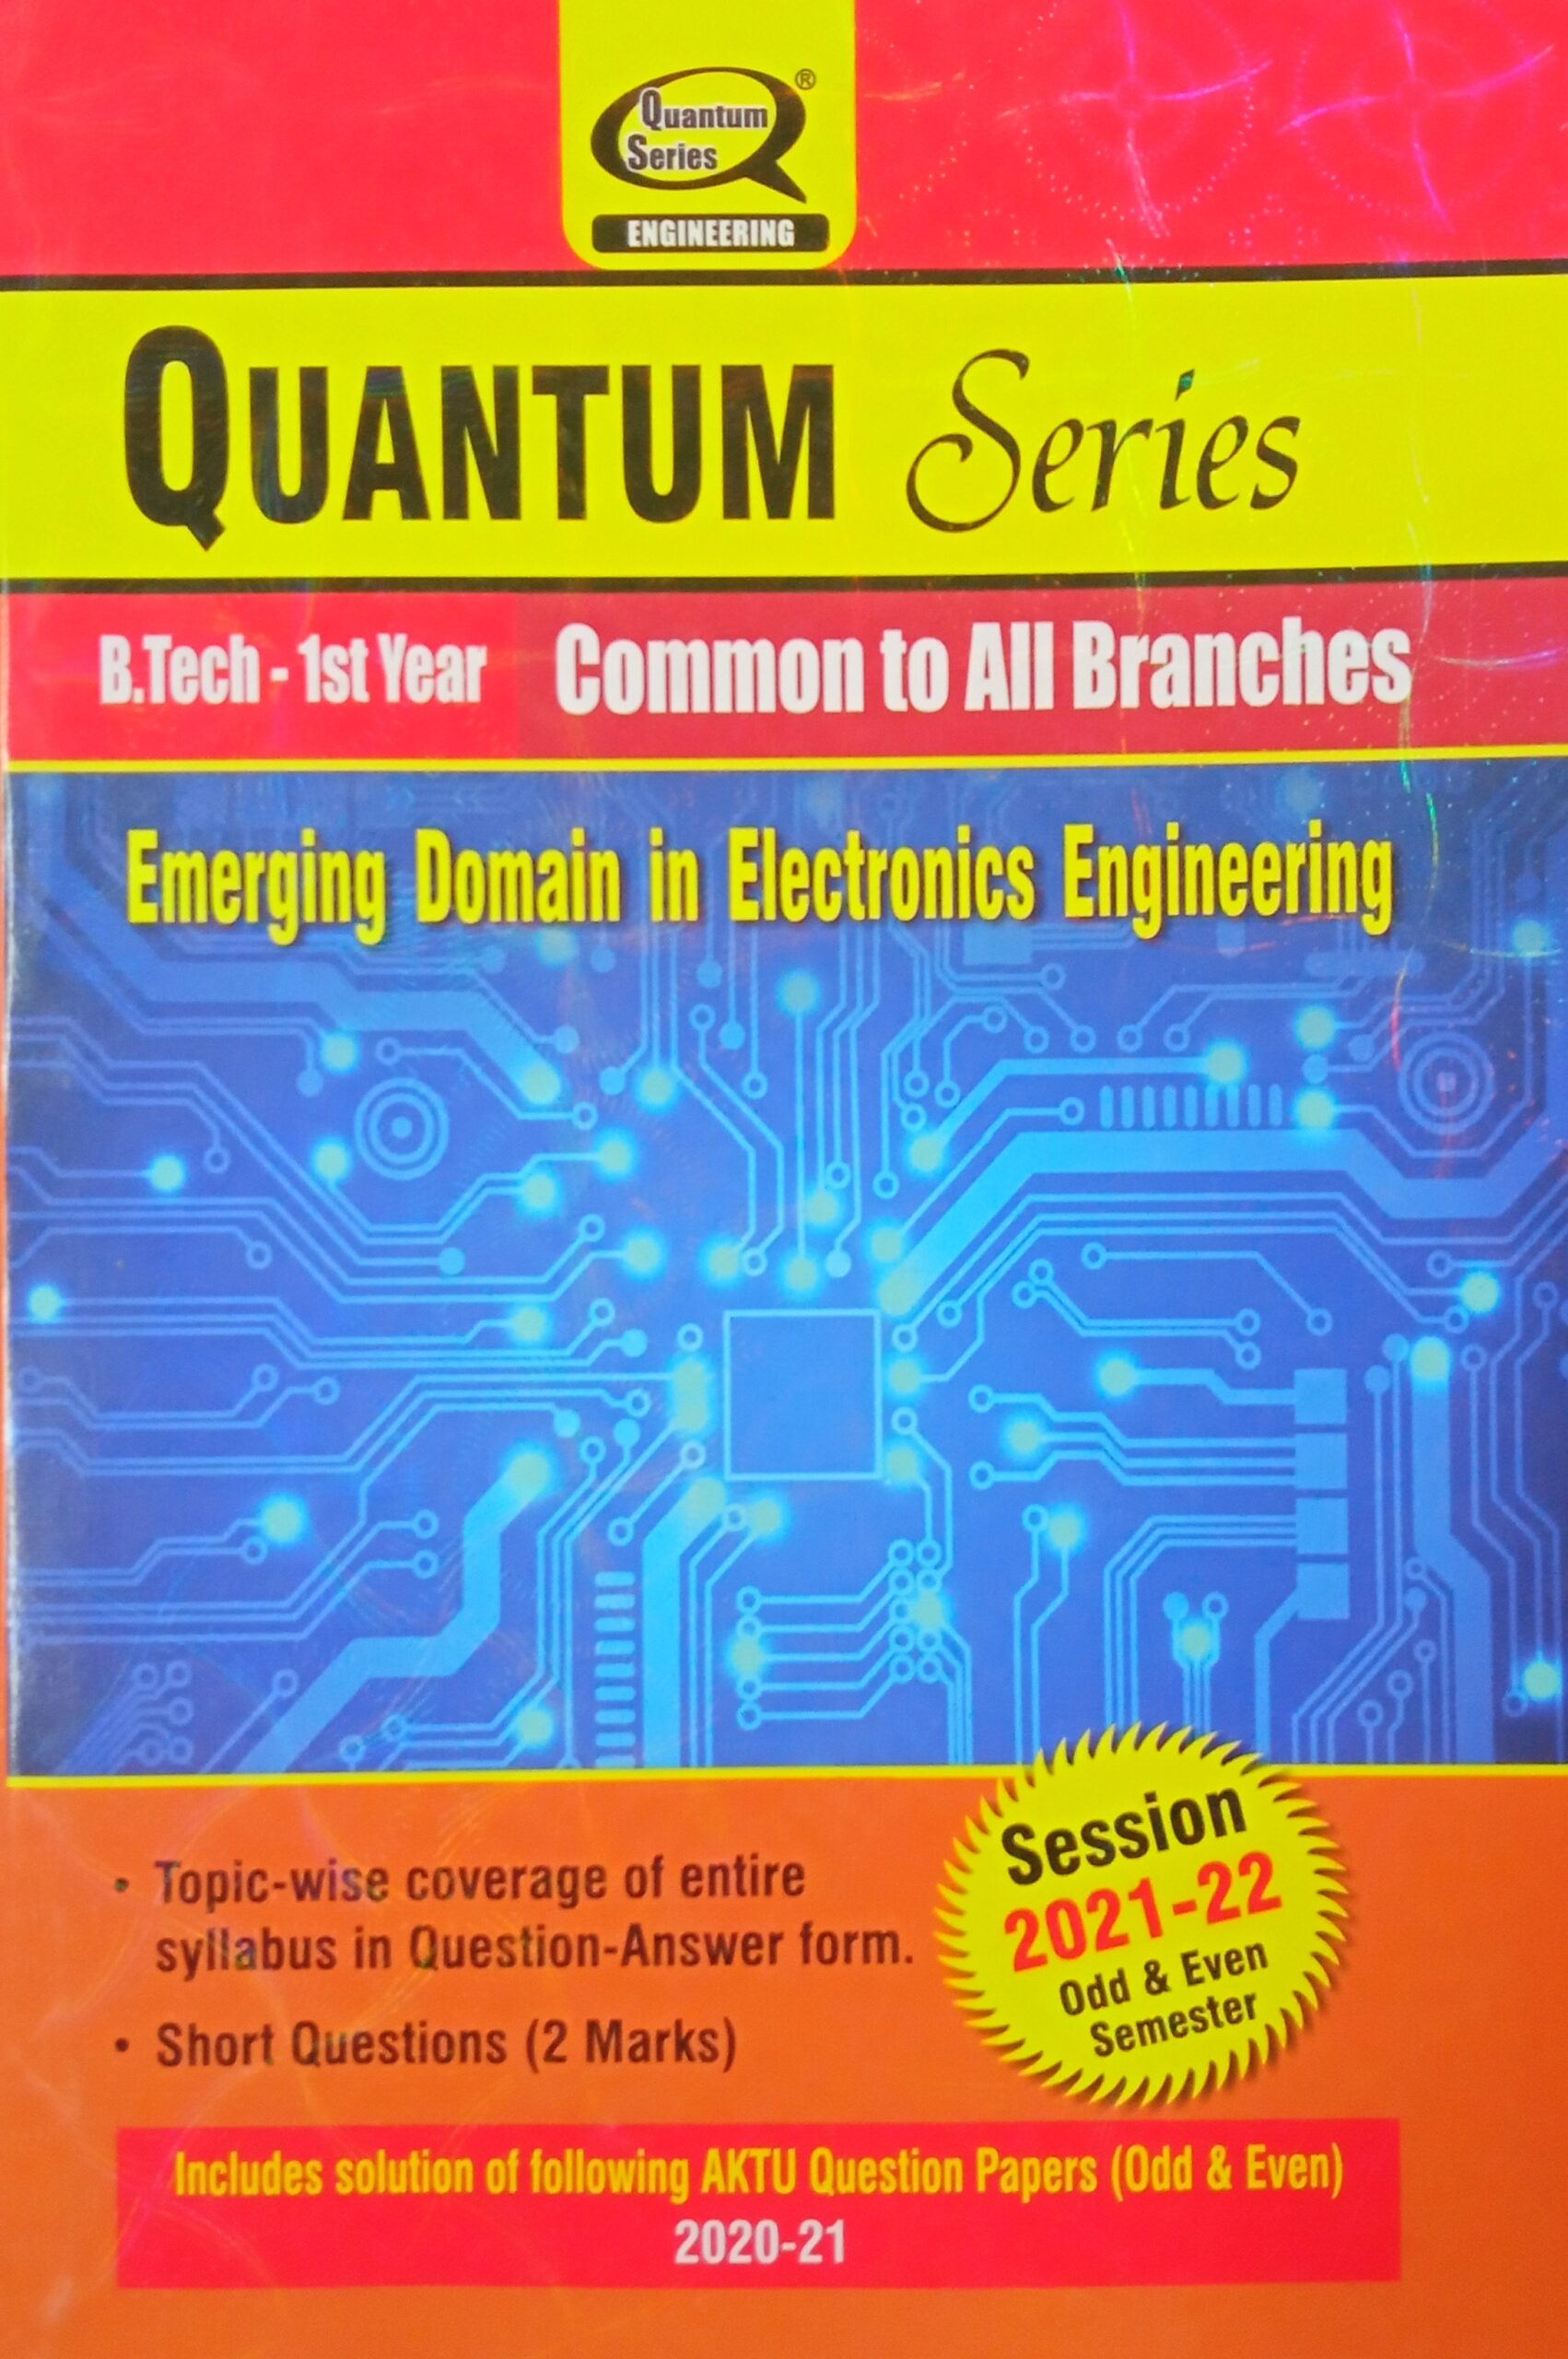 Quantum
Series
®
ENGINEERING
QUANTUM Series
B.Tech - 1st Year Common to All Branches
Emerging Domain in Electronics Engineering
• Topic-wise coverage of entire
syllabus in Question-Answer form.
• Short Questions (2 Marks)
Session
2021-22
Odd & Even
Semester
Includes solution of following AKTU Question Papers (Odd & Even)
2020-21